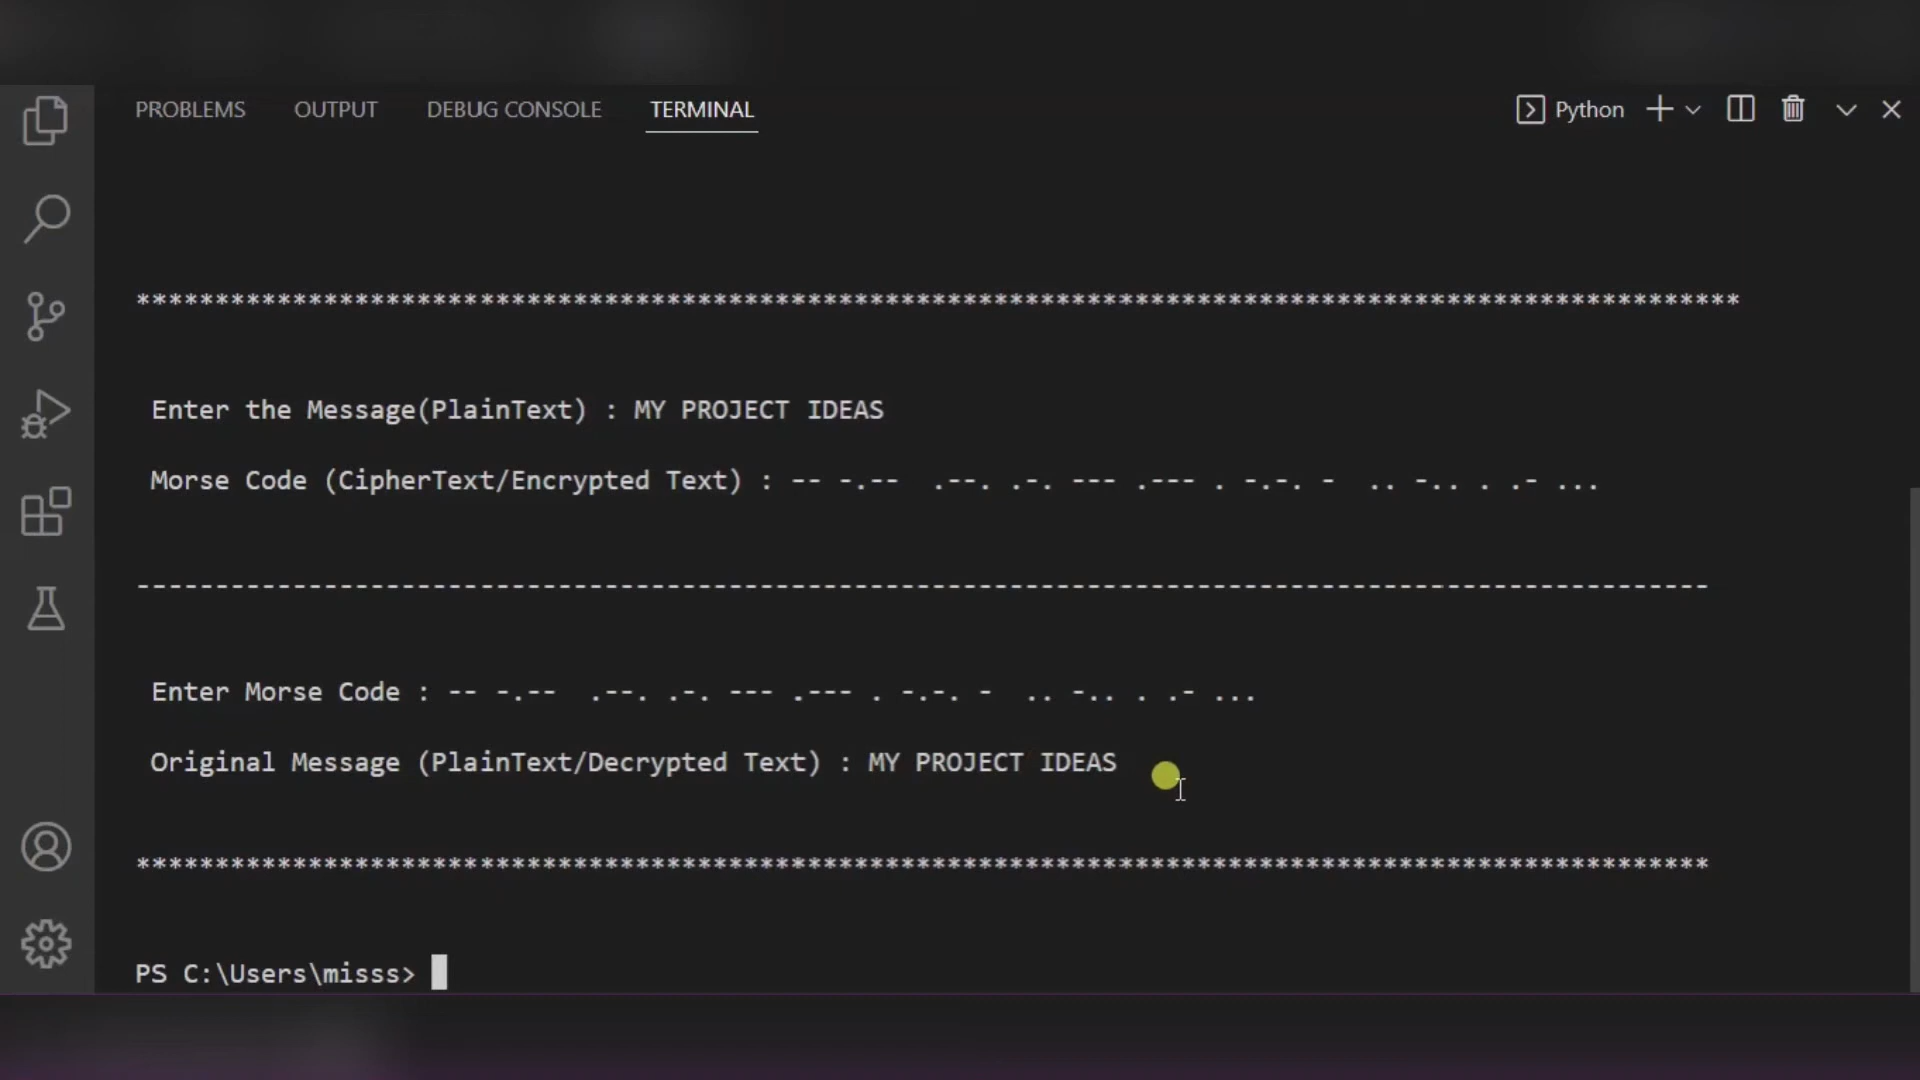 PROBLEMS OUTPUT DEBUG CONSOLE TERMINAL Python
*******************************************************************************************************
Enter the Message(PlainText) : MY PROJECT IDEAS
Morse Code (CipherText/Encrypted Text) : -- -.--  .--. .-. --- .--- . -.-. -  .. -.. . .- ...
-----------------------------------------------------------------------------------------------------
Enter Morse Code : -- -.--  .--. .-. --- .--- . -.-. -  .. -.. . .- ...
Original Message (PlainText/Decrypted Text) : MY PROJECT IDEAS
*****************************************************************************************************
PS C:\Users\misss>